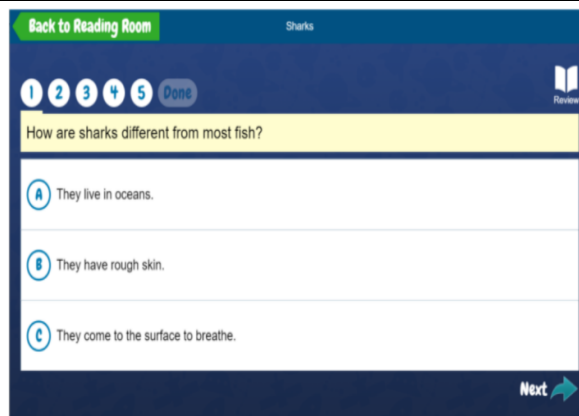 Back to Reading Room
Sharks
1 2 3 4 5 Done
Review
How are sharks different from most fish?
A They live in oceans.
B They have rough skin.
C They come to the surface to breathe.
Next